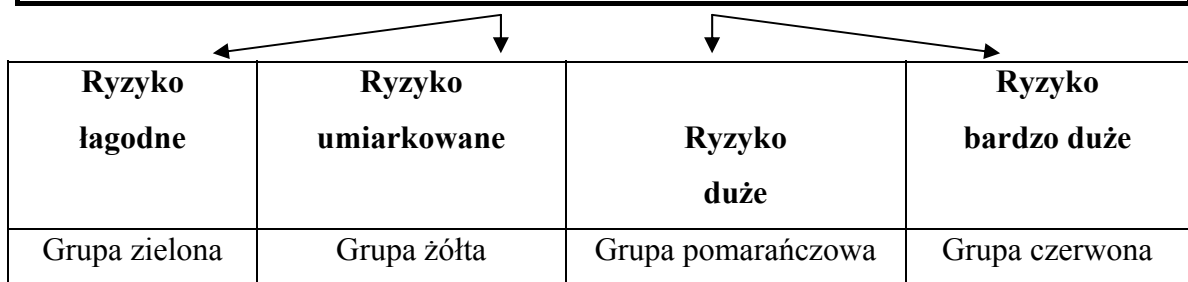 Ryzyko
łagodne
Ryzyko
umiarkowane
Ryzyko
duże
Ryzyko
bardzo duże
Grupa zielona
Grupa żółta
Grupa pomarańczowa
Grupa czerwona